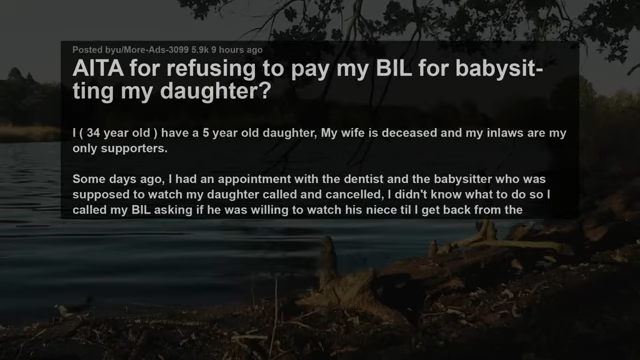 Posted byu/More-Ads-3099 5.9k 9 hours ago
AITA for refusing to pay my BIL for babysit-
ting my daughter?
I ( 34 year old ) have a 5 year old daughter, My wife is deceased and my inlaws are my
only supporters.
Some days ago, I had an appointment with the dentist and the babysitter who was
supposed to watch my daughter called and cancelled, I didn't know what to do so I
called my BIL asking if he was willing to watch his niece til I get back from the